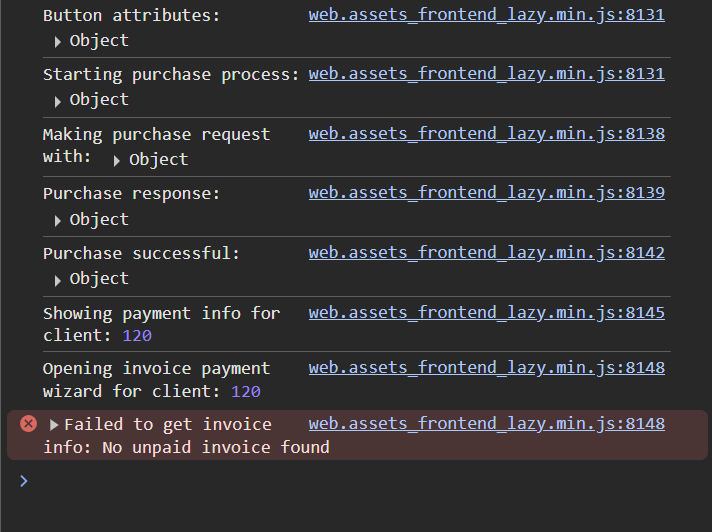 Button attributes: web.assets_frontend_lazy.min.js:8131
Object
Starting purchase process: web.assets_frontend_lazy.min.js:8131
Object
Making purchase request web.assets_frontend_lazy.min.js:8138
with: Object
Purchase response: web.assets_frontend_lazy.min.js:8139
Object
Purchase successful: web.assets_frontend_lazy.min.js:8142
Object
Showing payment info for web.assets_frontend_lazy.min.js:8145
client: 120
Opening invoice payment web.assets_frontend_lazy.min.js:8148
wizard for client: 120
Failed to get invoice web.assets_frontend_lazy.min.js:8148
info: No unpaid invoice found